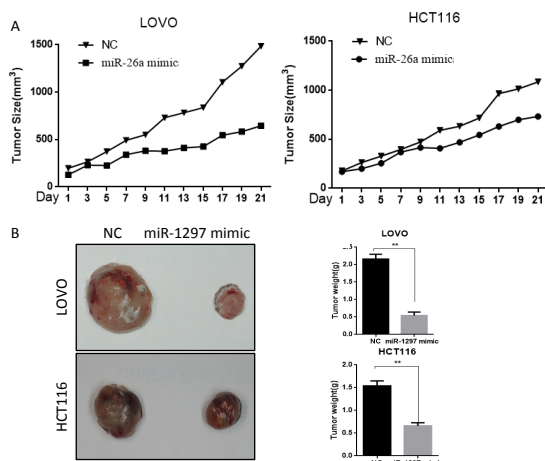 A
LOVO
NC
miR-26a mimic
Tumor Size(mm³)
1500
1000
500
0
Day 1 3 5 7 9 11 13 15 17 19 21
HCT116
NC
miR-26a mimic
Tumor Size(mm³)
1500
1000
500
0
Day 1 3 5 7 9 11 13 15 17 19 21
B
NC miR-1297 mimic
LOVO
HCT116
LOVO
**
Tumor weight(g)
2.0
1.5
1.0
0.5
0.0
NC miR-1297 mimic
HCT116
**
Tumor weight(g)
2.0
1.5
1.0
0.5
0.0